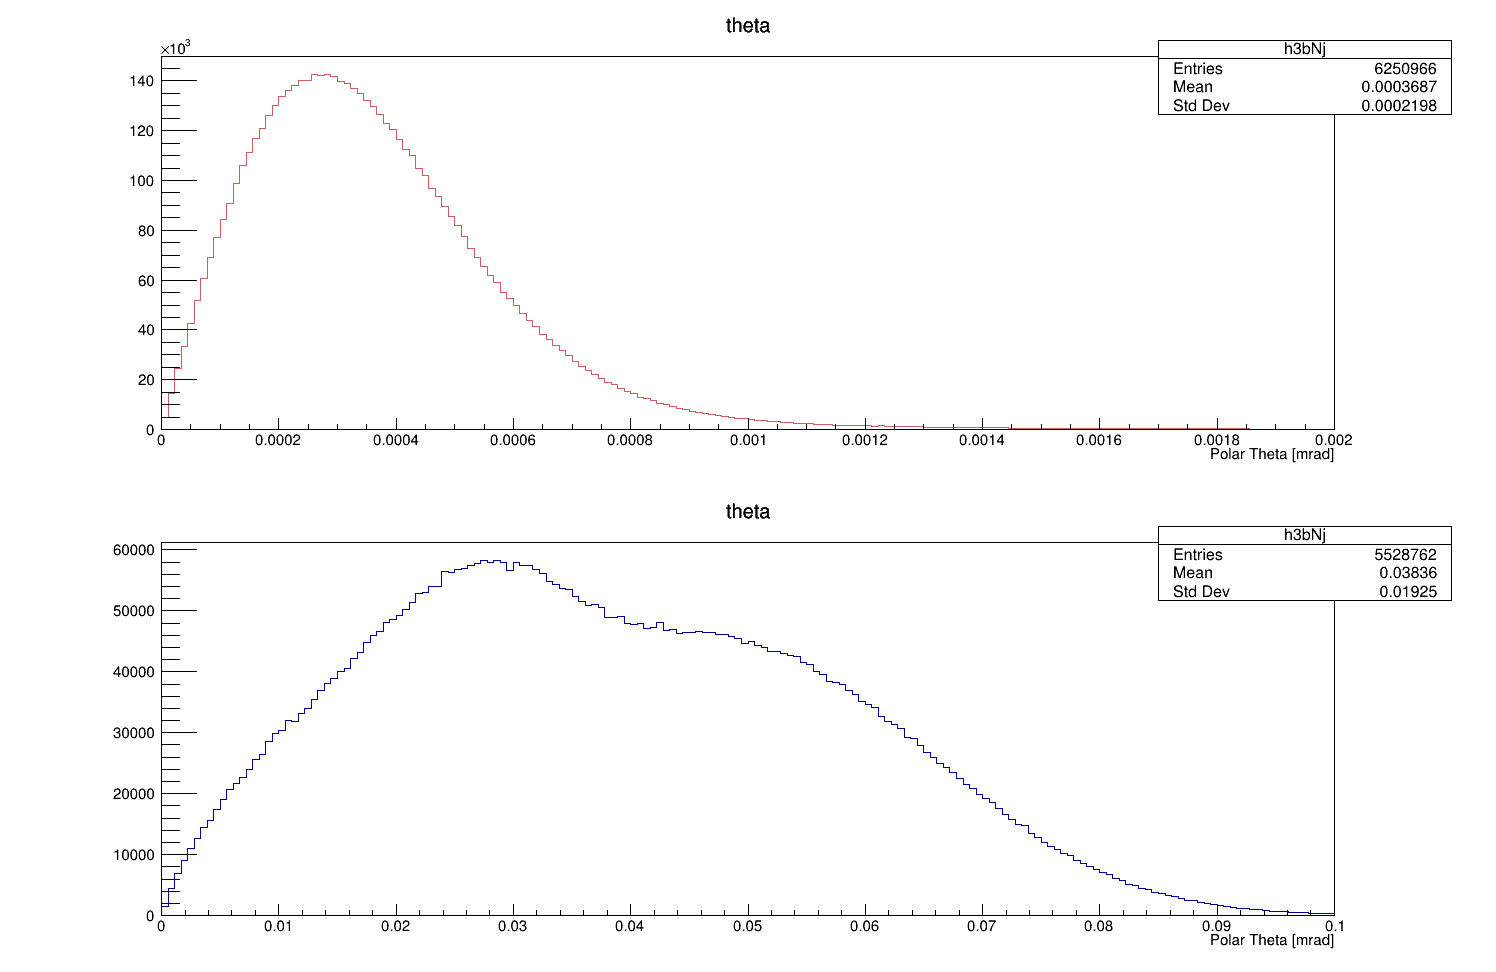 theta
×10³
h3bNj
Entries 6250966
Mean 0.0003687
Std Dev 0.0002198
140
120
100
80
60
40
20
0
0 0.0002 0.0004 0.0006 0.0008 0.001 0.0012 0.0014 0.0016 0.0018 0.002
Polar Theta [mrad]
theta
h3bNj
Entries 5528762
Mean 0.03836
Std Dev 0.01925
60000
50000
40000
30000
20000
10000
0
0 0.01 0.02 0.03 0.04 0.05 0.06 0.07 0.08 0.09 0.1
Polar Theta [mrad]